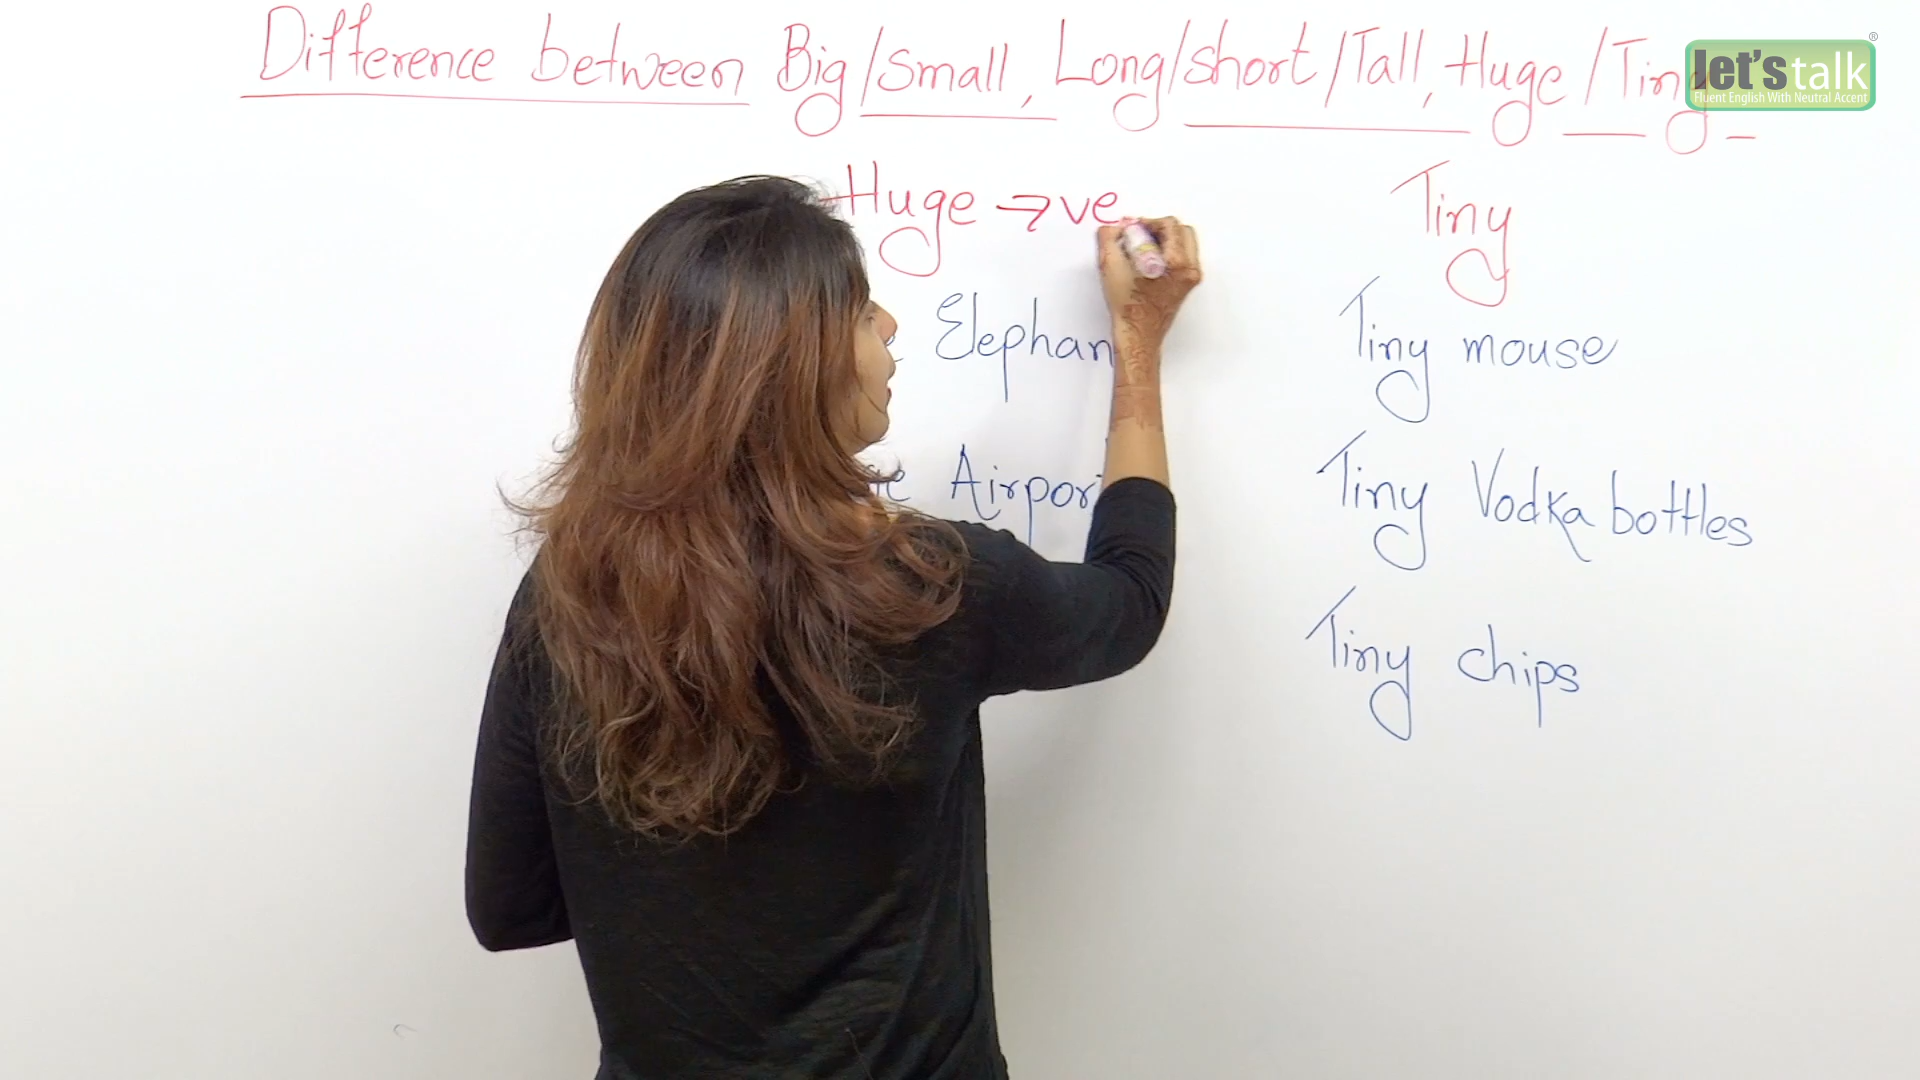 Difference between Big/Small, Long/short/Tall, Huge/Tiny
let's talk ®
Fluent English With Neutral Accent
Huge → ve
Tiny
Elephan
Tiny mouse
Airpor
Tiny Vodka bottles
Tiny chips